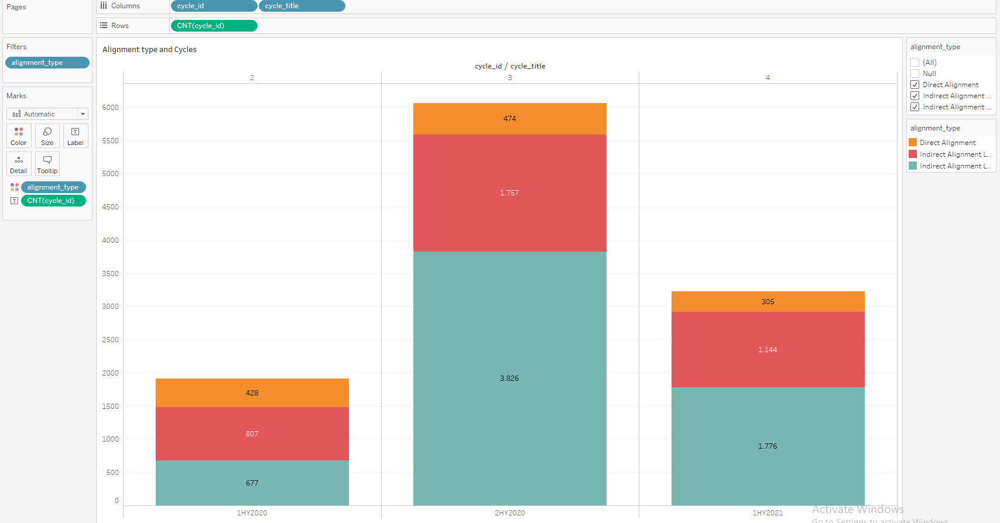 Pages
Columns
cycle_id
cycle_title
Rows
CNT(cycle_id)
Filters
alignment_type
Marks
Automatic
Color
Size
Label
Detail
Tooltip
alignment_type
CNT(cycle_id)
Alignment type and Cycles
cycle_id / cycle_title
2
3
4
6000
5500
5000
4500
4000
3500
3000
2500
2000
1500
1000
500
0
428
807
677
474
1.757
3.826
305
1.144
1.776
1HY2020
2HY2020
1HY2021
alignment_type
(All)
Null
Direct Alignment
Indirect Alignment ...
Indirect Alignment ...
alignment_type
Direct Alignment
Indirect Alignment L..
Indirect Alignment L..
Activate Windows
Go to Settings to activate Windows